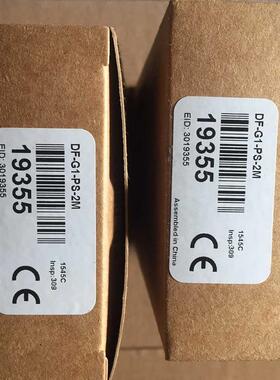 DF-G1-PS-2M
19355
EID: 3019355
1545C
Insp:309
CE
DF-G1-PS-2M
19355
EID: 3019355
1545C
Insp:309
Assembled in China
CE